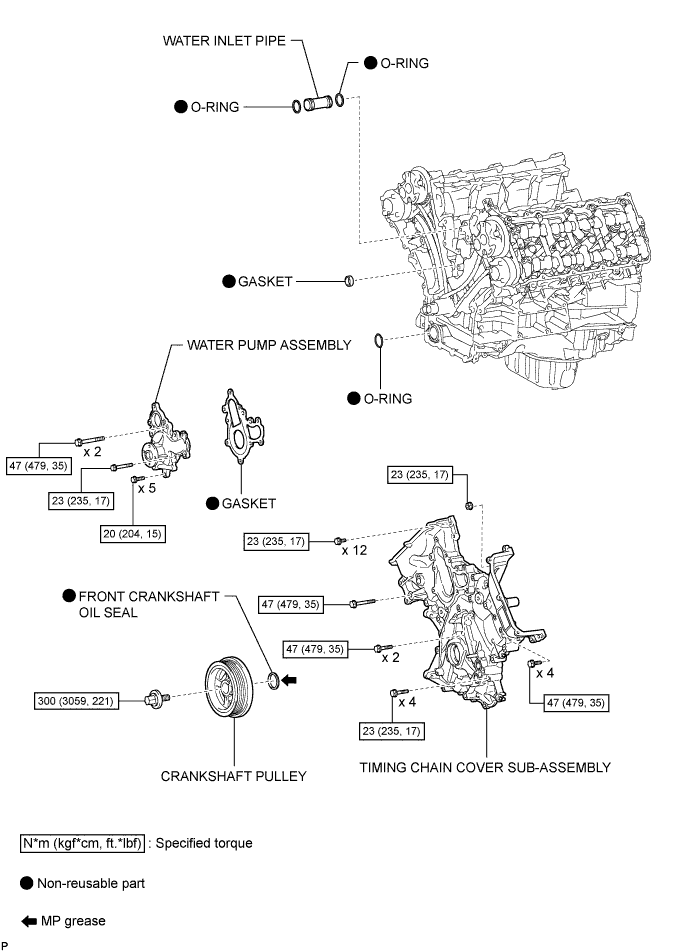 WATER INLET PIPE
O-RING
O-RING
GASKET
WATER PUMP ASSEMBLY
O-RING
x 2
47 (479, 35)
23 (235, 17)
x 5
20 (204, 15)
GASKET
23 (235, 17)
23 (235, 17)
x 12
FRONT CRANKSHAFT
OIL SEAL
47 (479, 35)
47 (479, 35)
x 2
x 4
47 (479, 35)
300 (3059, 221)
x 4
23 (235, 17)
CRANKSHAFT PULLEY
TIMING CHAIN COVER SUB-ASSEMBLY
N*m (kgf*cm, ft.*lbf) : Specified torque
Non-reusable part
MP grease
P